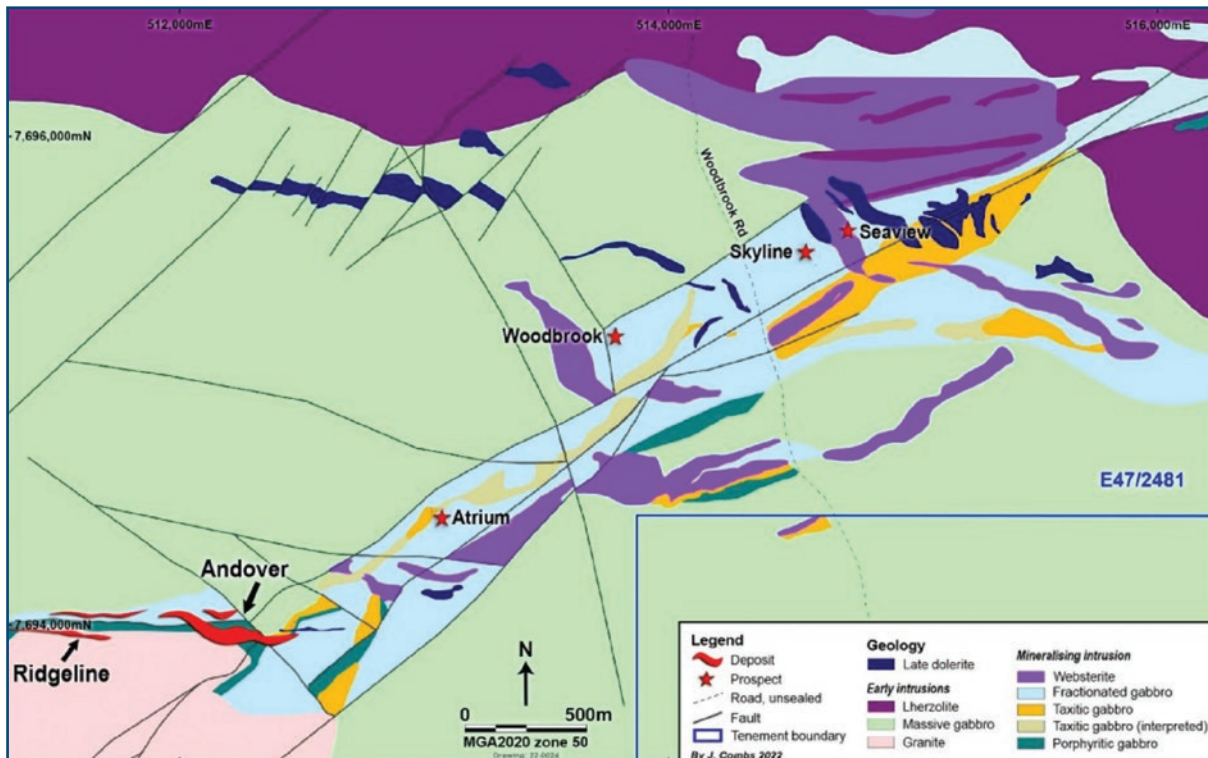 512,000mE
514,000mE
516,000mE
7,696,000mN
Woodbrook Rd
Seaview
Skyline
Woodbrook
E47/2481
Atrium
Andover
7,694,000mN
Ridgeline
N
0 500m
MGA2020 zone 50
Drawing: 22-0024
Legend
Deposit
Prospect
Road, unsealed
Fault
Tenement boundary
By J. Combs 2022
Geology
Late dolerite
Early intrusions
Lherzolite
Massive gabbro
Granite
Mineralising intrusion
Websterite
Fractionated gabbro
Taxitic gabbro
Taxitic gabbro (interpreted)
Porphyritic gabbro